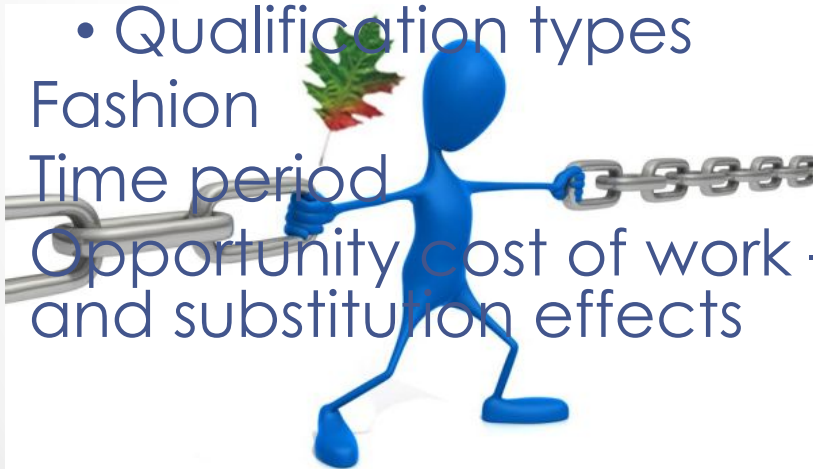 • Qualification types
Fashion
Time period
Opportunity cost of work -
and substitution effects